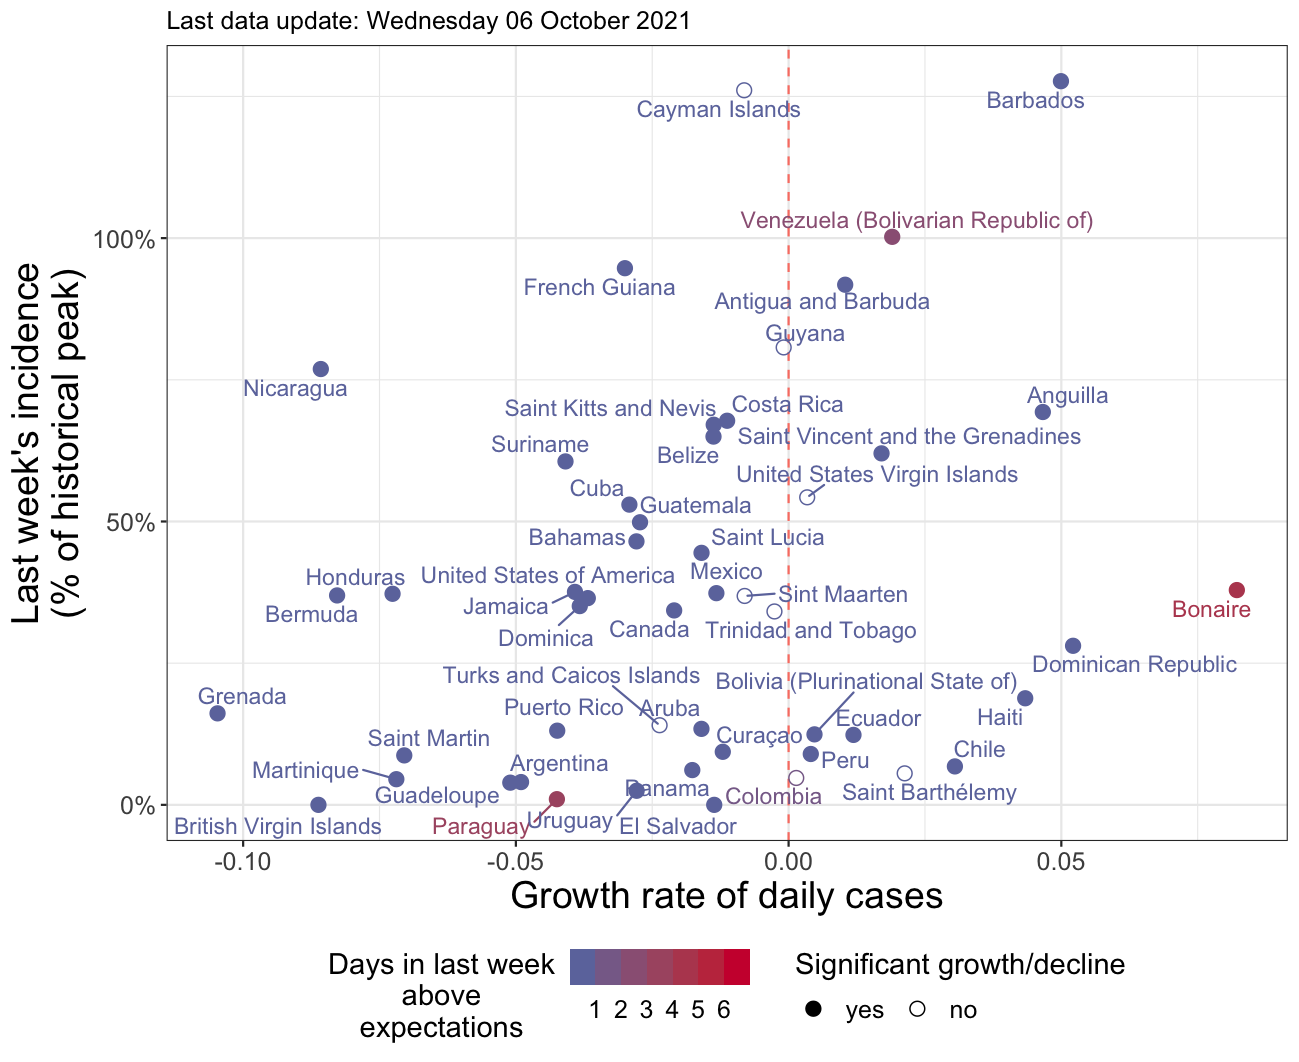 Last data update: Wednesday 06 October 2021
Cayman Islands
Barbados
Venezuela (Bolivarian Republic of)
100%
French Guiana
Antigua and Barbuda
Guyana
Nicaragua
Anguilla
Saint Kitts and Nevis
Costa Rica
Saint Vincent and the Grenadines
Suriname
Belize
United States Virgin Islands
Cuba
Guatemala
50%
Bahamas
Saint Lucia
Mexico
Honduras
United States of America
Sint Maarten
Jamaica
Bermuda
Bonaire
Dominica
Canada
Trinidad and Tobago
Dominican Republic
Turks and Caicos Islands
Bolivia (Plurinational State of)
Grenada
Puerto Rico
Aruba
Ecuador
Haiti
Saint Martin
Curaçao
Chile
Martinique
Argentina
Peru
Guadeloupe
Panama
Colombia
Saint Barthélemy
0%
British Virgin Islands
Paraguay
Uruguay
El Salvador
Last week's incidence
(% of historical peak)
-0.10
-0.05
0.00
0.05
Growth rate of daily cases
Days in last week
above
expectations
1 2 3 4 5 6
Significant growth/decline
yes
no